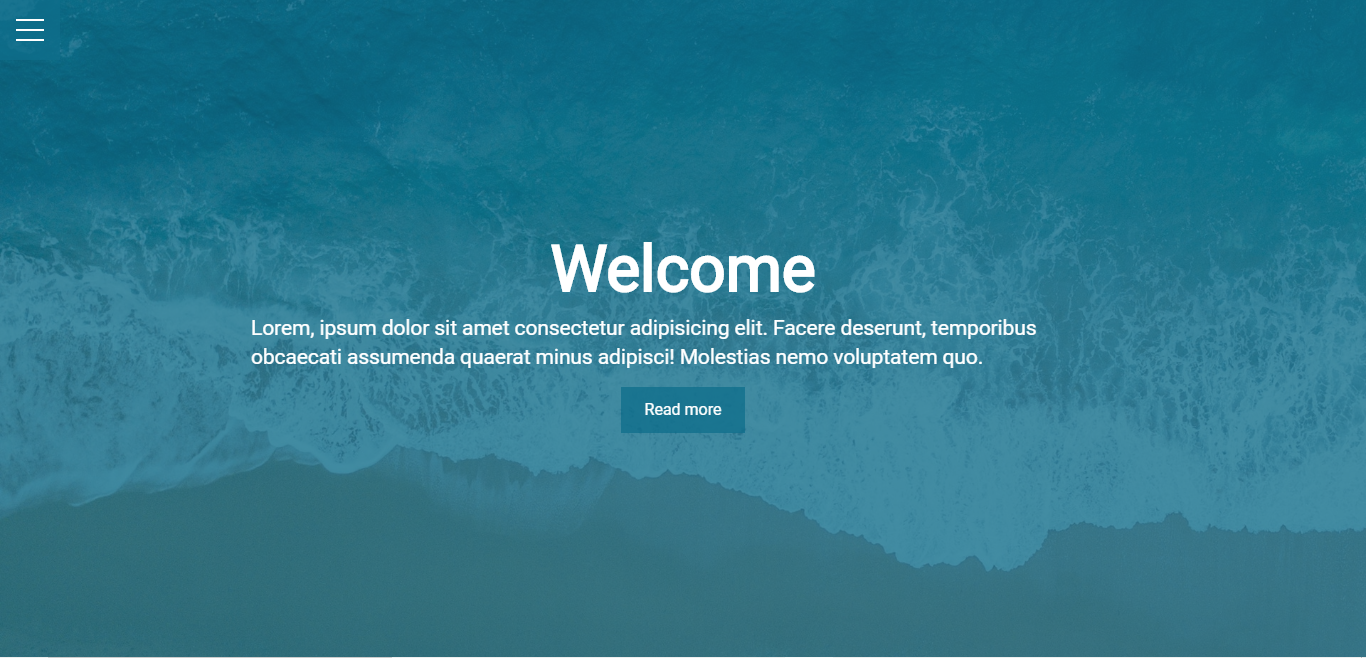 Welcome
Lorem, ipsum dolor sit amet consectetur adipisicing elit. Facere deserunt, temporibus
obcaecati assumenda quaerat minus adipisci! Molestias nemo voluptatem quo.
Read more